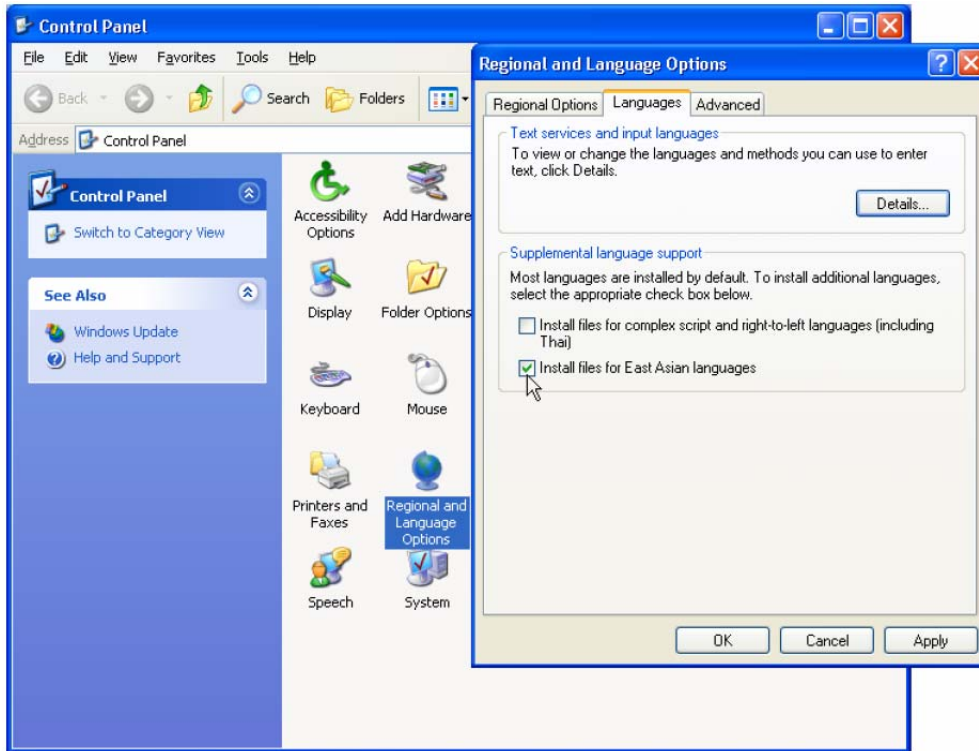 Control Panel
File Edit View Favorites Tools Help
Back Search Folders
Address Control Panel
Control Panel
Switch to Category View
See Also
Windows Update
Help and Support
Accessibility
Options
Add Hardware
Display
Folder Options
Keyboard
Mouse
Printers and
Faxes
Regional and
Language
Options
Speech
System
Regional and Language Options
Regional Options Languages Advanced
Text services and input languages
To view or change the languages and methods you can use to enter
text, click Details.
Details...
Supplemental language support
Most languages are installed by default. To install additional languages,
select the appropriate check box below.
Install files for complex script and right-to-left languages (including
Thai)
Install files for East Asian languages
OK Cancel Apply